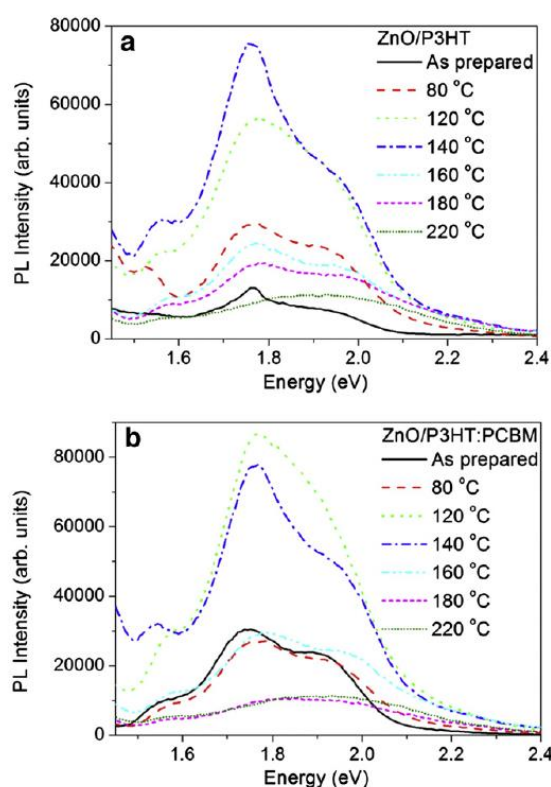 a
ZnO/P3HT
As prepared
80 °C
120 °C
140 °C
160 °C
180 °C
220 °C
PL Intensity (arb. units)
80000
60000
40000
20000
0
1.6
1.8
2.0
2.2
2.4
Energy (eV)
b
ZnO/P3HT:PCBM
As prepared
80 °C
120 °C
140 °C
160 °C
180 °C
220 °C
PL Intensity (arb. units)
80000
60000
40000
20000
0
1.6
1.8
2.0
2.2
2.4
Energy (eV)